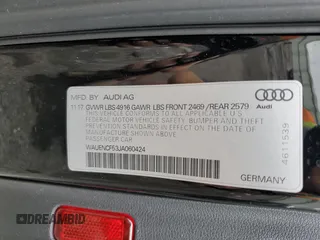 MFD. BY AUDI AG
11.17 GVWR LBS 4916 GAWR LBS FRONT 2469 /REAR 2579
THIS VEHICLE CONFORMS TO ALL APPLICABLE U S
FEDERAL MOTOR VEHICLE SAFETY, BUMPER AND THEFT
PREVENTION STANDARDS IN EFFECT ON THE DATE OF
MANUFACTURE SHOWN ABOVE
PASSENGER CAR
WAUENCF53JA060424
Audi
4611539
GERMANY
DREAMBID